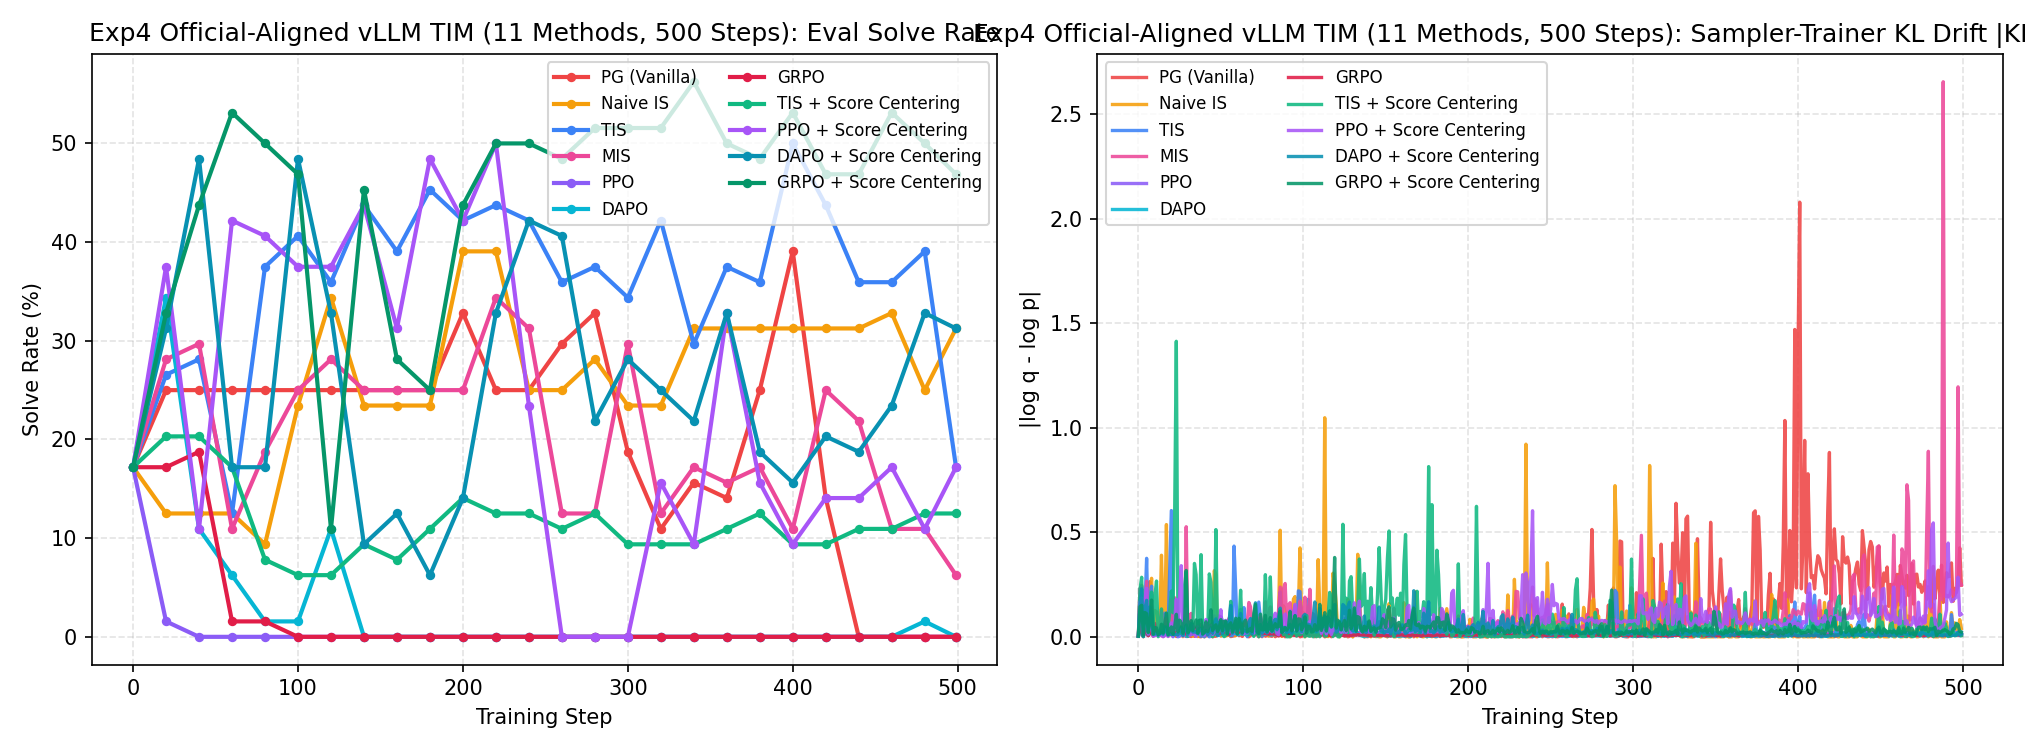 Exp4 Official-Aligned vLLM TIM (11 Methods, 500 Steps): Eval Solve Rate
Solve Rate (%)
50
40
30
20
10
0
0 100 200 300 400 500
Training Step
PG (Vanilla)
Naive IS
TIS
MIS
PPO
DAPO
GRPO
TIS + Score Centering
PPO + Score Centering
DAPO + Score Centering
GRPO + Score Centering
Exp4 Official-Aligned vLLM TIM (11 Methods, 500 Steps): Sampler-Trainer KL Drift |Kl
|log q - log p|
2.5
2.0
1.5
1.0
0.5
0.0
0 100 200 300 400 500
Training Step
PG (Vanilla)
Naive IS
TIS
MIS
PPO
DAPO
GRPO
TIS + Score Centering
PPO + Score Centering
DAPO + Score Centering
GRPO + Score Centering